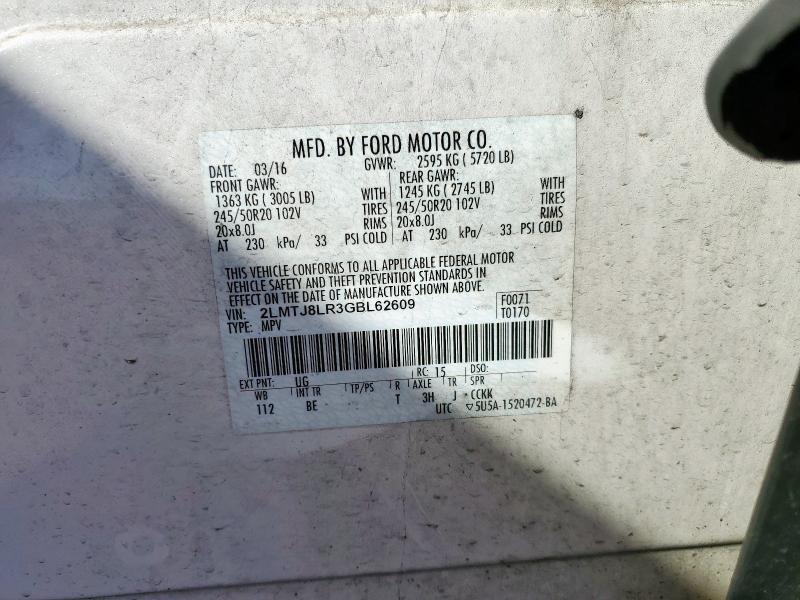 MFD. BY FORD MOTOR CO.
DATE: 03/16 GVWR: 2595 KG ( 5720 LB)
FRONT GAWR: REAR GAWR:
1363 KG ( 3005 LB) WITH 1245 KG ( 2745 LB) WITH
245/50R20 102V TIRES 245/50R20 102V TIRES
20x8.0J RIMS 20x8.0J RIMS
AT 230 kPa/ 33 PSI COLD AT 230 kPa/ 33 PSI COLD
THIS VEHICLE CONFORMS TO ALL APPLICABLE FEDERAL MOTOR
VEHICLE SAFETY AND THEFT PREVENTION STANDARDS IN
EFFECT ON THE DATE OF MANUFACTURE SHOWN ABOVE.
VIN: 2LMTJ8LR3GBL62609 F0071
TYPE: MPV T0170
EXT PNT: UG RC: 15 DSO:
WB INT TR TP/PS R AXLE TR SPR
112 BE T 3H J CCKK
UTC ▽5U5A-1520472-BA